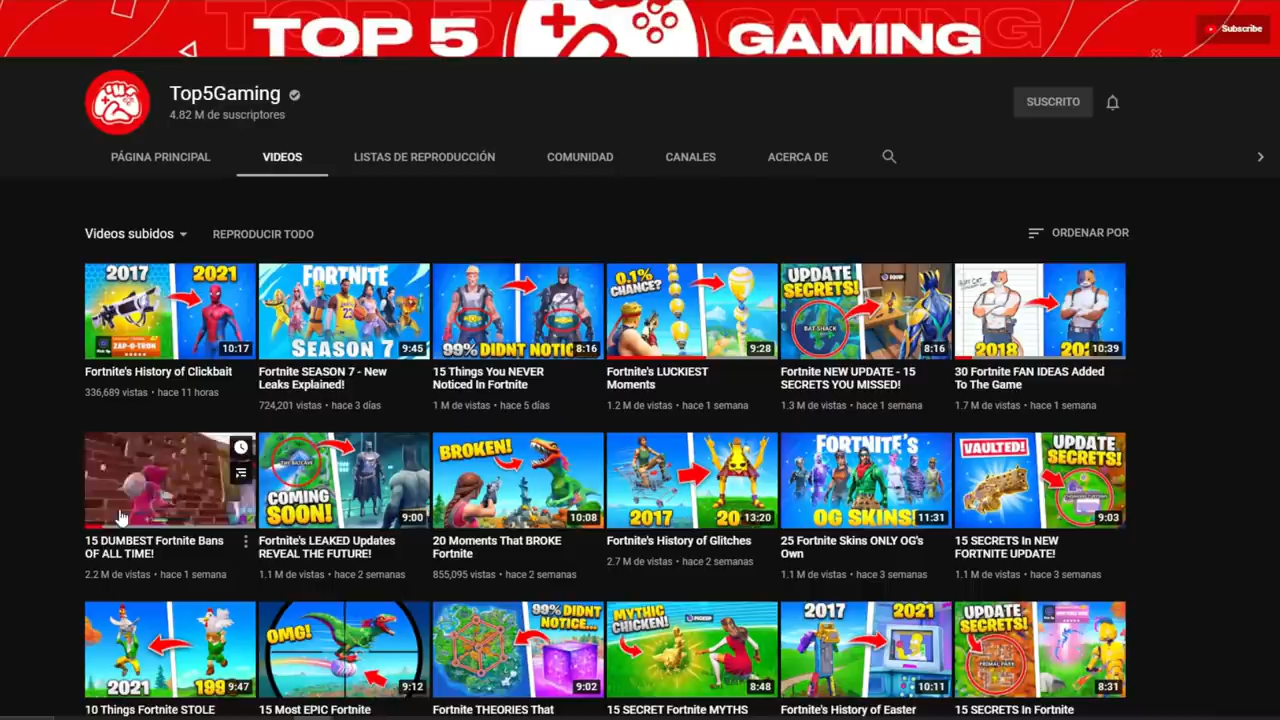 TOP 5 GAMING
Subscribe
Top5Gaming
4.82 M de suscriptores
SUSCRITO
PÁGINA PRINCIPAL
VIDEOS
LISTAS DE REPRODUCCIÓN
COMUNIDAD
CANALES
ACERCA DE
Videos subidos
REPRODUCIR TODO
ORDENAR POR
2017 2021
ZAP-O-TRON
10:17
FORTNITE
SEASON 7
9:45
99% DIDNT NOTIC
8:16
0.1%
CHANCE?
9:28
UPDATE
SECRETS!
BAT SHACK
8:16
2018
10:39
Fortnite's History of Clickbait
336,689 vistas • hace 11 horas
Fortnite SEASON 7 - New
Leaks Explained!
724,201 vistas • hace 3 días
15 Things You NEVER
Noticed In Fortnite
1 M de vistas • hace 5 días
Fortnite's LUCKIEST
Moments
1.2 M de vistas • hace 1 semana
Fortnite NEW UPDATE - 15
SECRETS YOU MISSED!
1.3 M de vistas • hace 1 semana
30 Fortnite FAN IDEAS Added
To The Game
1.7 M de vistas • hace 1 semana
COMING
SOON!
9:00
BROKEN!
10:08
2017 20
13:20
FORTNITE'S
OG SKINS!
11:31
VAULTED!
UPDATE
SECRETS!
9:03
15 DUMBEST Fortnite Bans
OF ALL TIME!
2.2 M de vistas • hace 1 semana
Fortnite's LEAKED Updates
REVEAL THE FUTURE!
1.1 M de vistas • hace 2 semanas
20 Moments That BROKE
Fortnite
855,095 vistas • hace 2 semanas
Fortnite's History of Glitches
2.7 M de vistas • hace 2 semanas
25 Fortnite Skins ONLY OG's
Own
1.1 M de vistas • hace 3 semanas
15 SECRETS In NEW
FORTNITE UPDATE!
1.1 M de vistas • hace 3 semanas
2021 199
9:47
OMG!
9:12
99% DIDNT
NOTICE...
9:02
MYTHIC
CHICKEN!
8:48
2017 2021
10:11
UPDATE
SECRETS!
PRIMAL PARK
8:31
10 Things Fortnite STOLE
15 Most EPIC Fortnite
Fortnite THEORIES That
15 SECRET Fortnite MYTHS
Fortnite's History of Easter
15 SECRETS In Fortnite